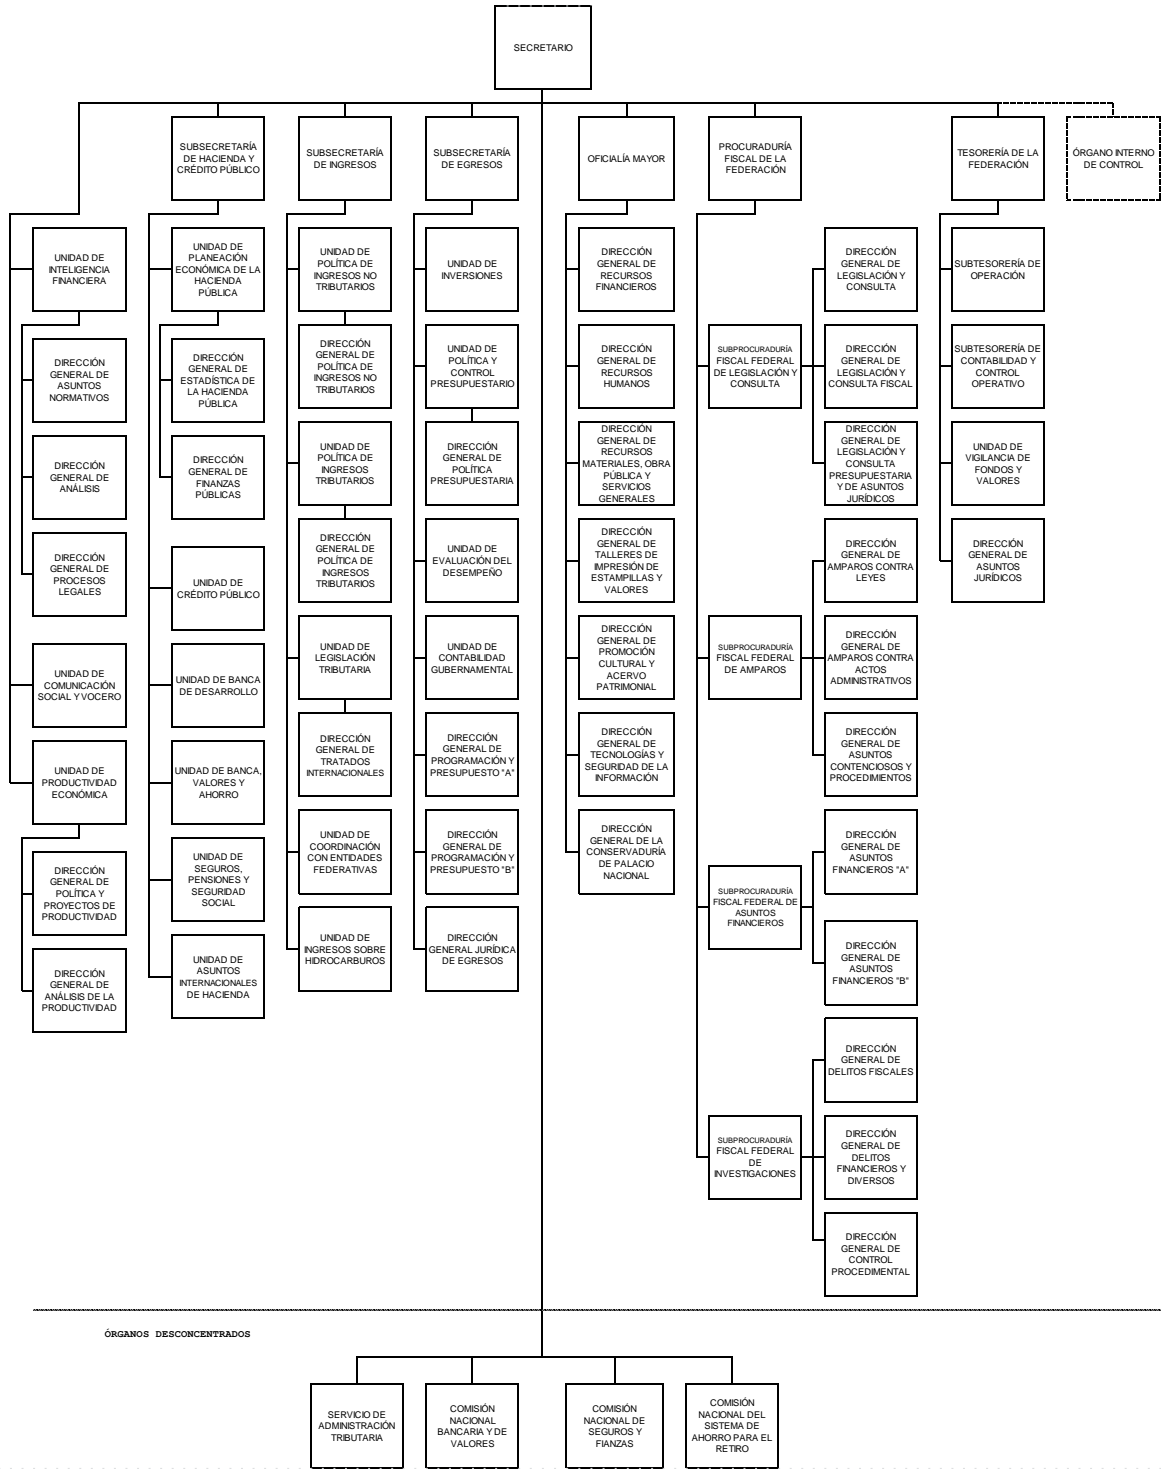 SECRETARIO
SUBSECRETARÍA
DE HACIENDA Y
CRÉDITO PÚBLICO
SUBSECRETARÍA
DE INGRESOS
SUBSECRETARÍA
DE EGRESOS
OFICIALÍA MAYOR
PROCURADURÍA
FISCAL DE LA
FEDERACIÓN
TESORERÍA DE LA
FEDERACIÓN
ÓRGANO INTERNO
DE CONTROL
UNIDAD DE
INTELIGENCIA
FINANCIERA
DIRECCIÓN
GENERAL DE
ASUNTOS
NORMATIVOS
DIRECCIÓN
GENERAL DE
ANÁLISIS
DIRECCIÓN
GENERAL DE
PROCESOS
LEGALES
UNIDAD DE
COMUNICACIÓN
SOCIAL Y VOCERO
UNIDAD DE
PRODUCTIVIDAD
ECONÓMICA
DIRECCIÓN
GENERAL DE
POLÍTICA Y
PROYECTOS DE
PRODUCTIVIDAD
DIRECCIÓN
GENERAL DE
ANÁLISIS DE LA
PRODUCTIVIDAD
UNIDAD DE
PLANEACIÓN
ECONÓMICA DE LA
HACIENDA
PÚBLICA
DIRECCIÓN
GENERAL DE
ESTADÍSTICA DE
LA HACIENDA
PÚBLICA
DIRECCIÓN
GENERAL DE
FINANZAS
PÚBLICAS
UNIDAD DE
CRÉDITO PÚBLICO
UNIDAD DE BANCA
DE DESARROLLO
UNIDAD DE BANCA,
VALORES Y
AHORRO
UNIDAD DE
SEGUROS,
PENSIONES Y
SEGURIDAD
SOCIAL
UNIDAD DE
ASUNTOS
INTERNACIONALES
DE HACIENDA
UNIDAD DE
POLÍTICA DE
INGRESOS NO
TRIBUTARIOS
DIRECCIÓN
GENERAL DE
POLÍTICA DE
INGRESOS NO
TRIBUTARIOS
UNIDAD DE
POLÍTICA DE
INGRESOS
TRIBUTARIOS
DIRECCIÓN
GENERAL DE
POLÍTICA DE
INGRESOS
TRIBUTARIOS
UNIDAD DE
LEGISLACIÓN
TRIBUTARIA
DIRECCIÓN
GENERAL DE
TRATADOS
INTERNACIONALES
UNIDAD DE
COORDINACIÓN
CON ENTIDADES
FEDERATIVAS
UNIDAD DE
INGRESOS SOBRE
HIDROCARBUROS
UNIDAD DE
INVERSIONES
UNIDAD DE
POLÍTICA Y
CONTROL
PRESUPUESTARIO
DIRECCIÓN
GENERAL DE
POLÍTICA
PRESUPUESTARIA
UNIDAD DE
EVALUACIÓN DEL
DESEMPEÑO
UNIDAD DE
CONTABILIDAD
GUBERNAMENTAL
DIRECCIÓN
GENERAL DE
PROGRAMACIÓN Y
PRESUPUESTO "A"
DIRECCIÓN
GENERAL DE
PROGRAMACIÓN Y
PRESUPUESTO "B"
DIRECCIÓN
GENERAL JURÍDICA
DE EGRESOS
DIRECCIÓN
GENERAL DE
RECURSOS
FINANCIEROS
DIRECCIÓN
GENERAL DE
RECURSOS
HUMANOS
DIRECCIÓN
GENERAL DE
RECURSOS
MATERIALES, OBRA
PÚBLICA Y
SERVICIOS
GENERALES
DIRECCIÓN
GENERAL DE
TALLERES DE
IMPRESIÓN DE
ESTAMPILLAS Y
VALORES
DIRECCIÓN
GENERAL DE
PROMOCIÓN
CULTURAL Y
ACERVO
PATRIMONIAL
DIRECCIÓN
GENERAL DE
TECNOLOGÍAS Y
SEGURIDAD DE LA
INFORMACIÓN
DIRECCIÓN
GENERAL DE LA
CONSERVADURÍA
DE PALACIO
NACIONAL
SUBPROCURADURÍA
FISCAL FEDERAL
DE LEGISLACIÓN Y
CONSULTA
DIRECCIÓN
GENERAL DE
LEGISLACIÓN Y
CONSULTA
DIRECCIÓN
GENERAL DE
LEGISLACIÓN Y
CONSULTA FISCAL
DIRECCIÓN
GENERAL DE
LEGISLACIÓN Y
CONSULTA
PRESUPUESTARIA
Y DE ASUNTOS
JURÍDICOS
SUBPROCURADURÍA
FISCAL FEDERAL
DE AMPAROS
DIRECCIÓN
GENERAL DE
AMPAROS CONTRA
LEYES
DIRECCIÓN
GENERAL DE
AMPAROS CONTRA
ACTOS
ADMINISTRATIVOS
DIRECCIÓN
GENERAL DE
ASUNTOS
CONTENCIOSOS Y
PROCEDIMIENTOS
SUBPROCURADURÍA
FISCAL FEDERAL DE
ASUNTOS
FINANCIEROS
DIRECCIÓN
GENERAL DE
ASUNTOS
FINANCIEROS "A"
DIRECCIÓN
GENERAL DE
ASUNTOS
FINANCIEROS "B"
SUBPROCURADURÍA
FISCAL FEDERAL
DE
INVESTIGACIONES
DIRECCIÓN
GENERAL DE
DELITOS FISCALES
DIRECCIÓN
GENERAL DE
DELITOS
FINANCIEROS Y
DIVERSOS
DIRECCIÓN
GENERAL DE
CONTROL
PROCEDIMENTAL
SUBTESORERÍA DE
OPERACIÓN
SUBTESORERÍA DE
CONTABILIDAD Y
CONTROL
OPERATIVO
UNIDAD DE
VIGILANCIA DE
FONDOS Y
VALORES
DIRECCIÓN
GENERAL DE
ASUNTOS
JURÍDICOS
ÓRGANOS DESCONCENTRADOS
SERVICIO DE
ADMINISTRACIÓN
TRIBUTARIA
COMISIÓN
NACIONAL
BANCARIA Y DE
VALORES
COMISIÓN
NACIONAL DE
SEGUROS Y
FIANZAS
COMISIÓN
NACIONAL DEL
SISTEMA DE
AHORRO PARA EL
RETIRO